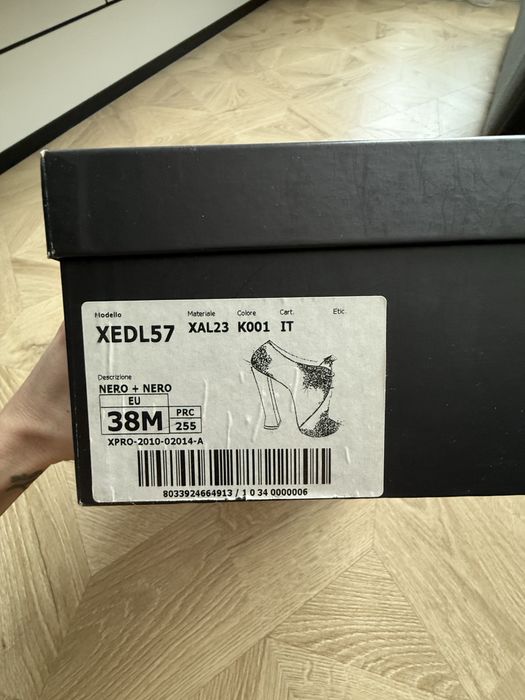 Modello Materiale Colore Cart. Etic.
XEDL57 XAL23 K001 IT
Descrizione
NERO + NERO
EU
38M PRC
255
XPRO-2010-02014-A
8033924664913 / 1 0 34 0000006